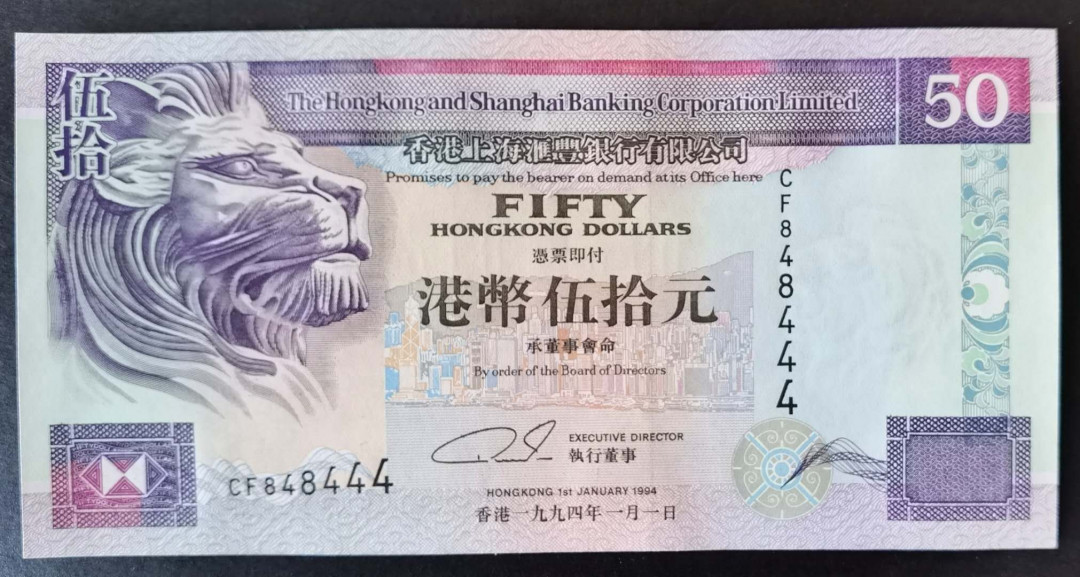 伍拾
The Hongkong and Shanghai Banking Corporation Limited
50
香港上海滙豐銀行有限公司
Promises to pay the bearer on demand at its Office here
CF848444
FIFTY
HONGKONG DOLLARS
憑票即付
港幣伍拾元
承董事會命
By order of the Board of Directors
EXECUTIVE DIRECTOR
執行董事
CF848444
HONGKONG 1st JANUARY 1994
香港一九九四年一月一日